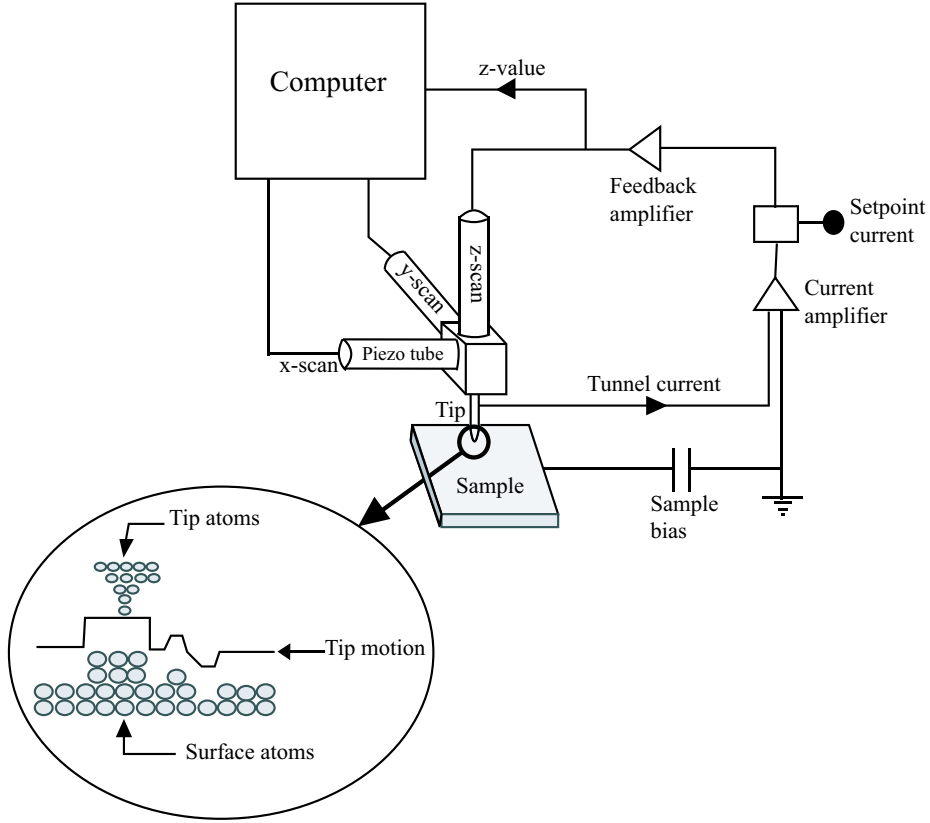 Computer
z-value
Feedback
amplifier
Setpoint
current
y-scan
z-scan
Current
amplifier
x-scan
Piezo tube
Tunnel current
Tip
Sample
Sample
bias
Tip atoms
Tip motion
Surface atoms